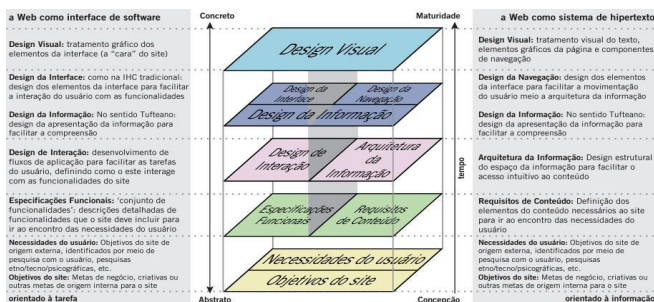 a Web como interface de software
Design Visual: tratamento gráfico dos
elementos da interface (a "cara" do site)
Design da Interface: como na IHC tradicional:
design dos elementos da interface para facilitar
a interação do usuário com as funcionalidades
Design da Informação: No sentido Tufteano:
design da apresentação da informação para
facilitar a compreensão
Design de Interação: desenvolvimento de
fluxos de aplicação para facilitar as tarefas
do usuário, definindo como o este interage
com as funcionalidades do site
Especificações Funcionais: 'conjunto de
funcionalidades': descrições detalhadas de
funcionalidades que o site deve incluir para
ir ao encontro das necesidades do usuário
Necesidades do usuário: Objetivos do site de
origem externa, identificados por meio de
pesquisa com o usuário, pesquisas
etno/tecno/psicográficas, etc.
Objetivos do site: Metas de negócio, criativas ou
outras metas de origem interna para o site
orientado à tarefa
Concreto
Maturidade
Design Visual
Design da
Interface
Design da
Navegação
Design da Informação
Design de
Interação
Arquitetura
da
Informação
Especificações
Funcionais
Requisitos
de Conteúdo
Necessidades do usuário
Objetivos do site
tempo
Abstrato
Concepção
a Web como sistema de hipertexto
Design Visual: tratamento visual do texto,
elementos gráficos da página e componentes
de navegação
Design da Navegação: design dos elementos
da interface para facilitar a movimentação
do usuário meio a arquitetura da informação
Design da Informação: No sentido Tufteano:
design da apresentação da informação para
facilitar a compreensão
Arquitetura da Informação: Design estrutural
do espaço da informação para facilitar o
acesso intuitivo ao conteúdo
Requisitos de Conteúdo: Definição dos
elementos do conteúdo necesários ao site
para ir ao encontro das necesidades do
usuário
Necesidades do usuário: Objetivos do site de
origem externa, identificados por meio de
pesquisa com o usuário, pesquisas
etno/tecno/psicográficas, etc.
Objetivos do site: Metas de negócio, criativas ou
outras metas de origem interna para o site
orientado à informação